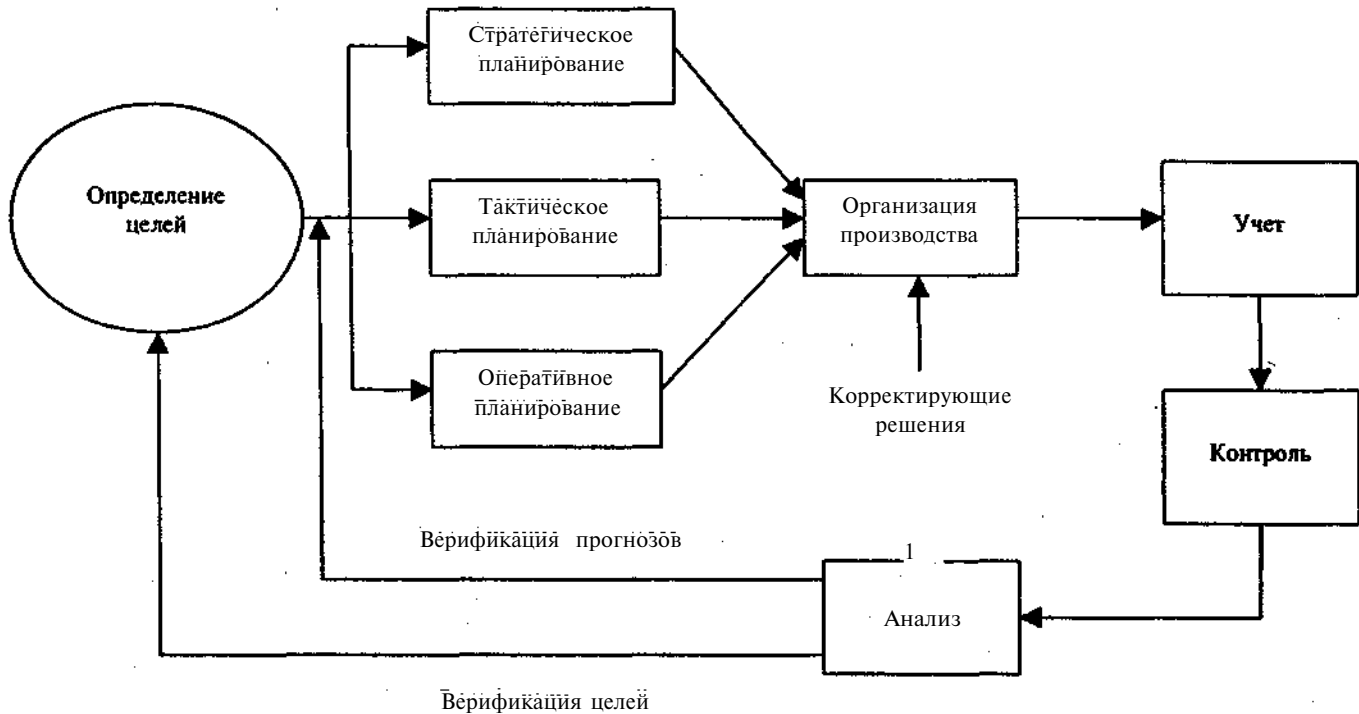 Стратегическое
планирование
Определение
целей
Тактическое
планирование
Организация
производства
Учет
Оперативное
планирование
Корректирующие
решения
Контроль
Верификация прогнозов
1
Анализ
Верификация целей